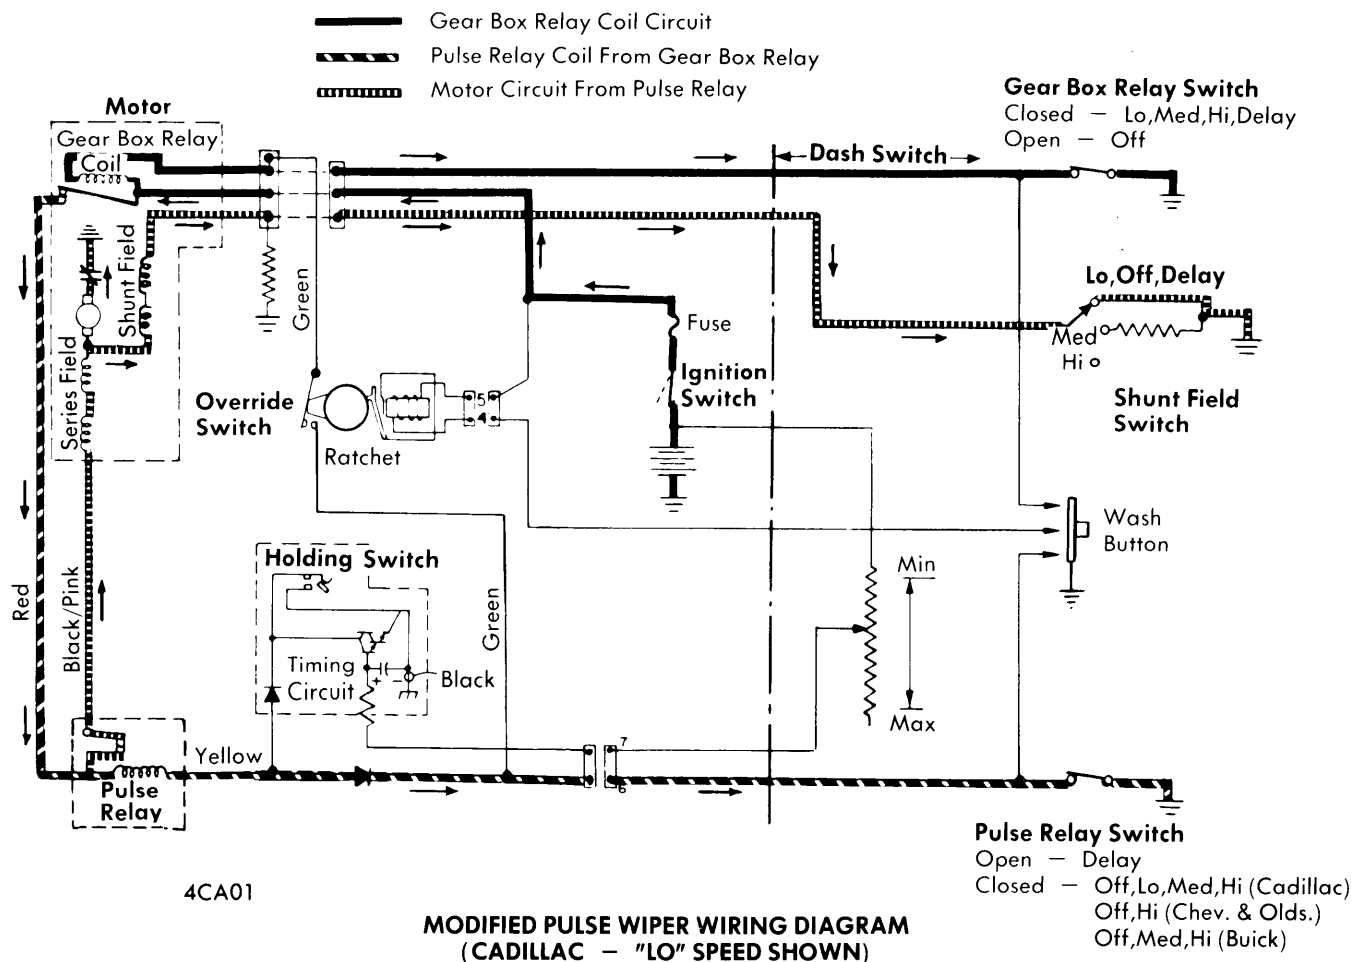 Gear Box Relay Coil Circuit
Pulse Relay Coil From Gear Box Relay
Motor Circuit From Pulse Relay
Gear Box Relay Switch
Closed — Lo,Med,Hi,Delay
Open — Off
Motor
Gear Box Relay
Coil
Dash Switch
Shunt Field
Series Field
Green
Fuse
Ignition
Switch
Lo,Off,Delay
Med
Hi
Shunt Field
Switch
Override
Switch
Ratchet
5
4
Wash
Button
Holding Switch
Timing
Circuit
+
Black
Green
Min
Max
Red
Black/Pink
Yellow
7
6
Pulse
Relay
Pulse Relay Switch
Open — Delay
Closed — Off,Lo,Med,Hi (Cadillac)
Off,Hi (Chev. & Olds.)
Off,Med,Hi (Buick)
4CA01
MODIFIED PULSE WIPER WIRING DIAGRAM
(CADILLAC — "LO" SPEED SHOWN)